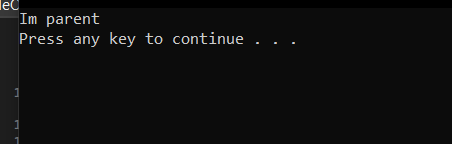 Im parent
Press any key to continue . . .